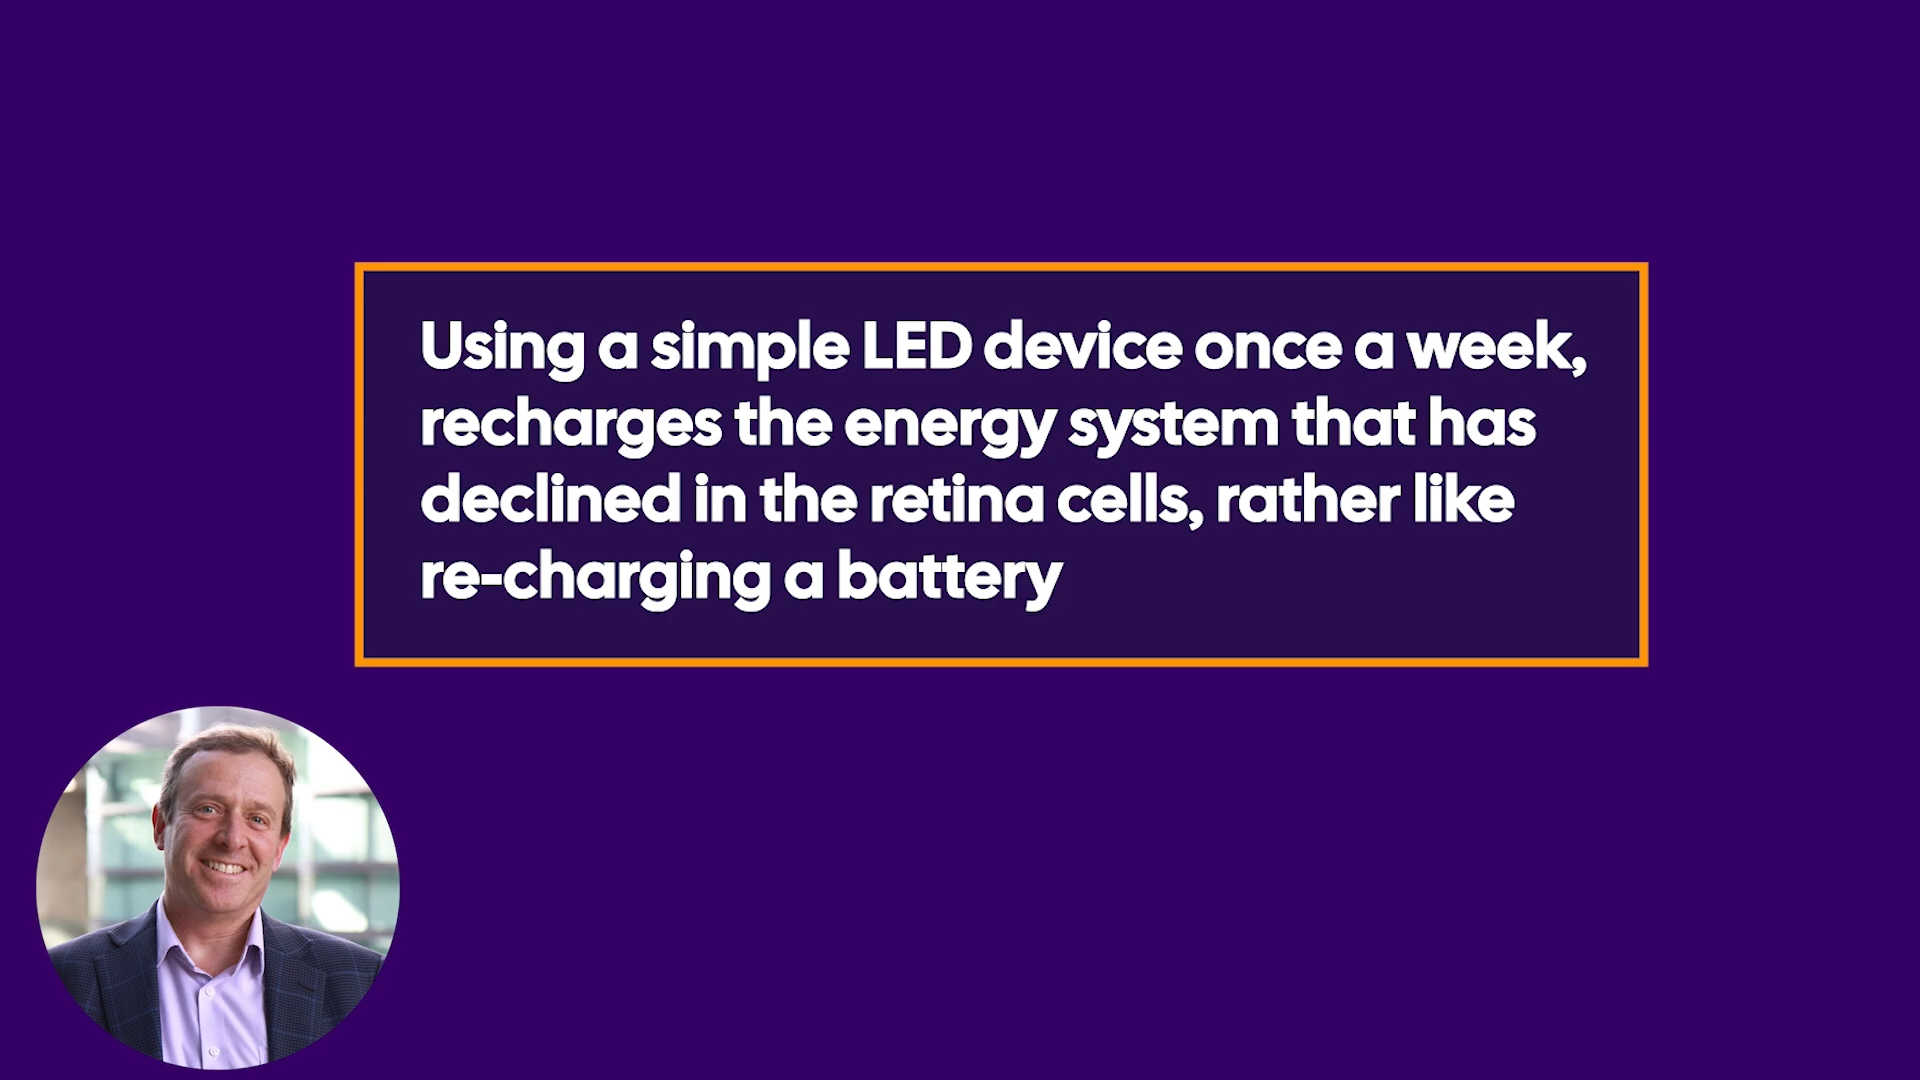 Using a simple LED device once a week,
recharges the energy system that has
declined in the retina cells, rather like
re-charging a battery